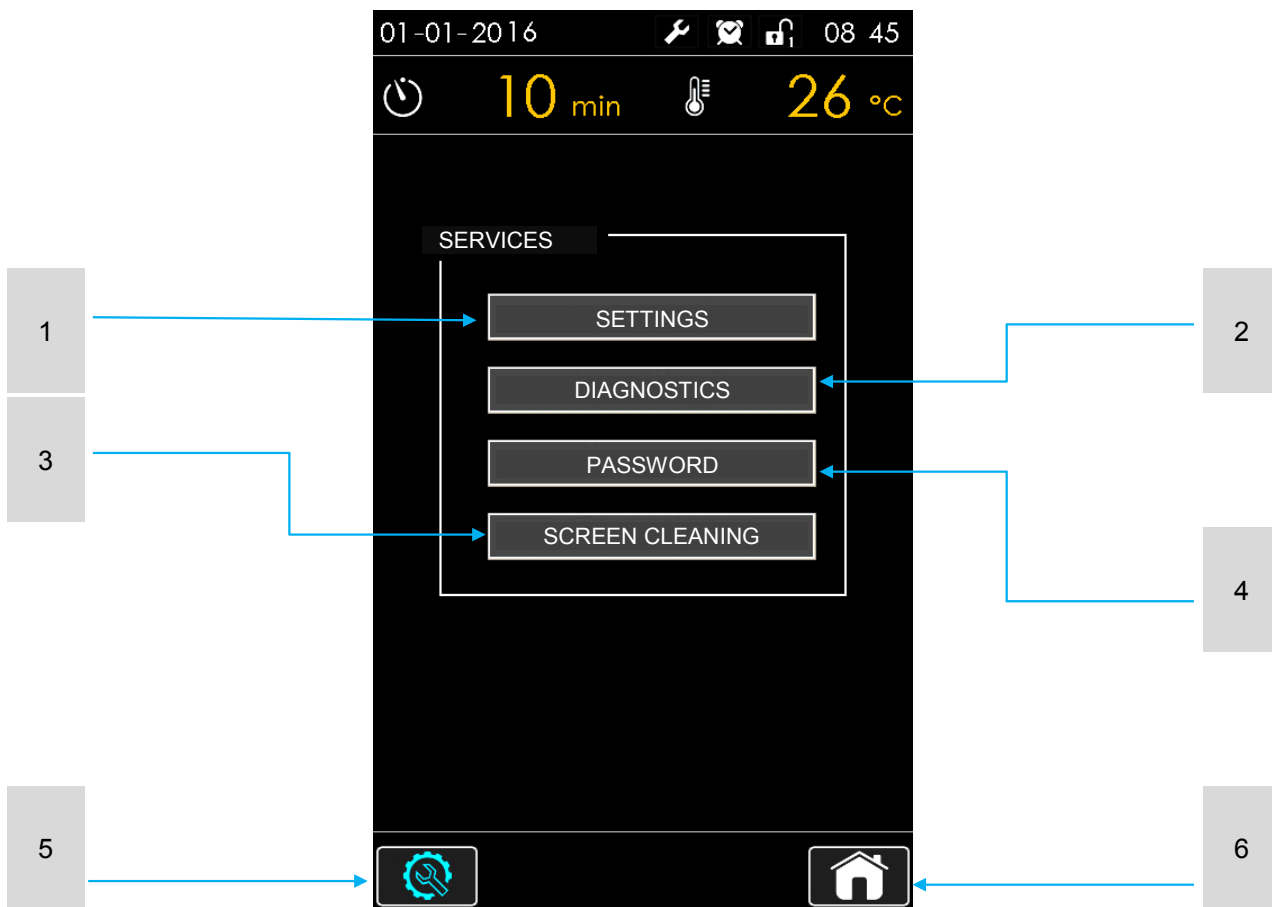 01-01-2016 1 08 45
10 min 26 °C
SERVICES
1 SETTINGS 2
DIAGNOSTICS
3 PASSWORD
SCREEN CLEANING
4
5 6